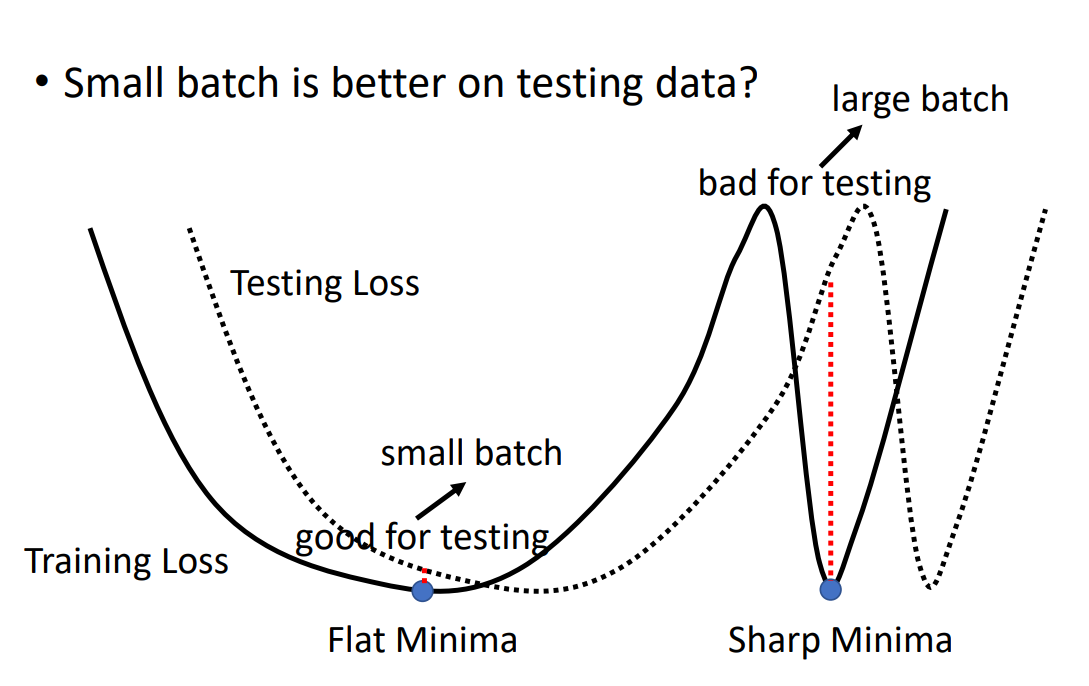 • Small batch is better on testing data?
large batch
bad for testing
Testing Loss
small batch
good for testing
Training Loss
Flat Minima
Sharp Minima